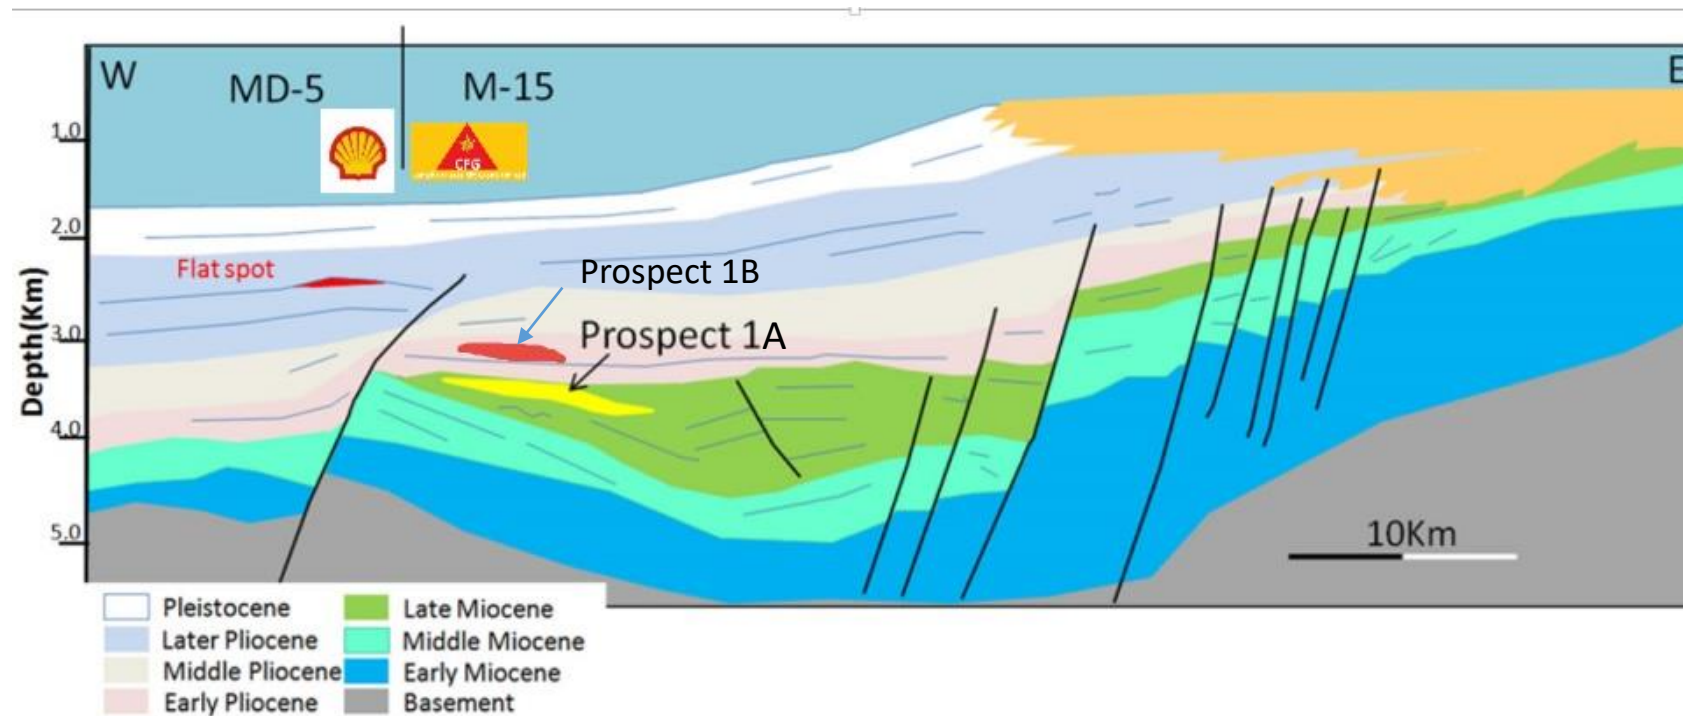 W
MD-5
M-15
E
CFG
1.0
2.0
3.0
4.0
5.0
Depth(Km)
Flat spot
Prospect 1B
Prospect 1A
10Km
Pleistocene
Late Miocene
Later Pliocene
Middle Miocene
Middle Pliocene
Early Miocene
Early Pliocene
Basement